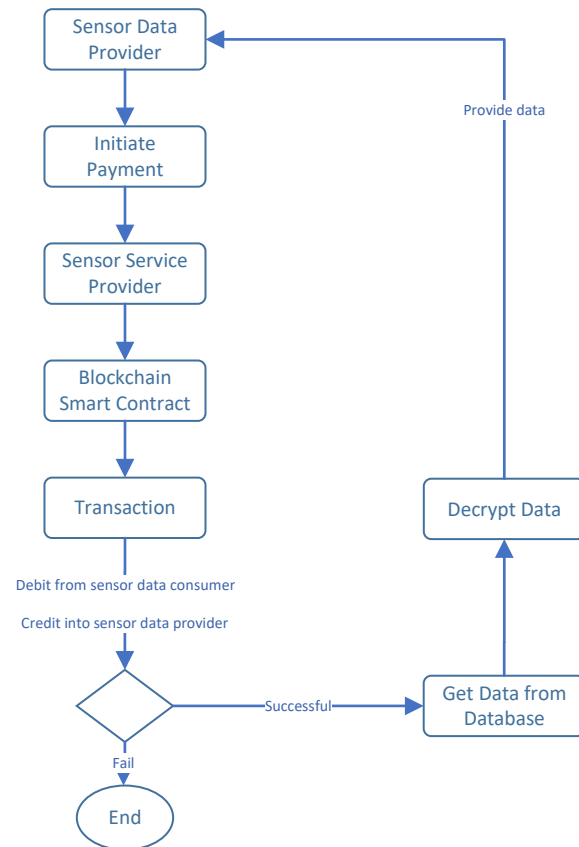 Sensor Data
Provider
Provide data
Initiate
Payment
Sensor Service
Provider
Blockchain
Smart Contract
Transaction
Decrypt Data
Debit from sensor data consumer
Credit into sensor data provider
Successful
Get Data from
Database
Fail
End